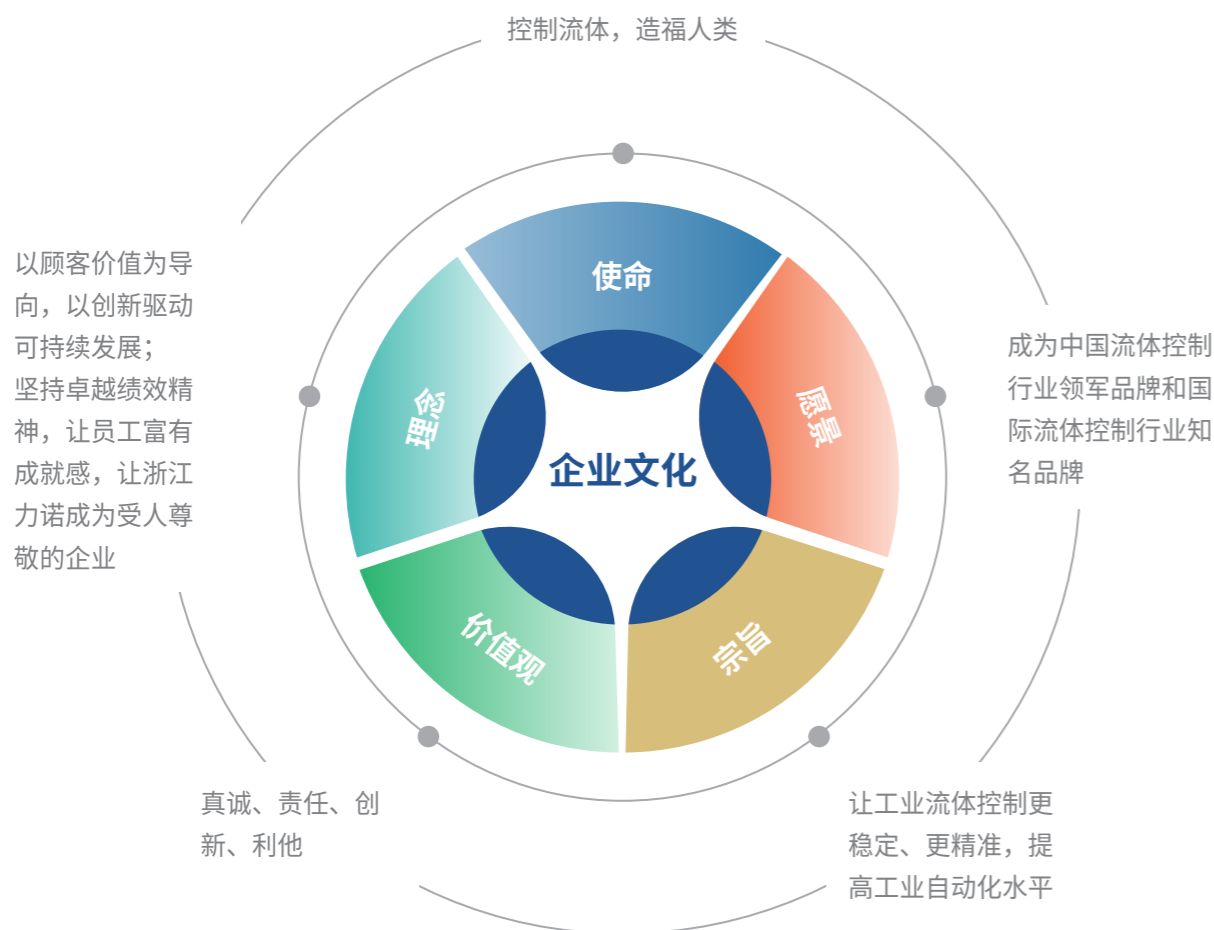 控制流体，造福人类
使命
愿景
成为中国流体控制
行业领军品牌和国
际流体控制行业知
名品牌
宗旨
让工业流体控制更
稳定、更精准，提
高工业自动化水平
价值观
真诚、责任、创
新、利他
理念
以顾客价值为导
向，以创新驱动
可持续发展；
坚持卓越绩效精
神，让员工富有
成就感，让浙江
力诺成为受人尊
敬的企业
企业文化